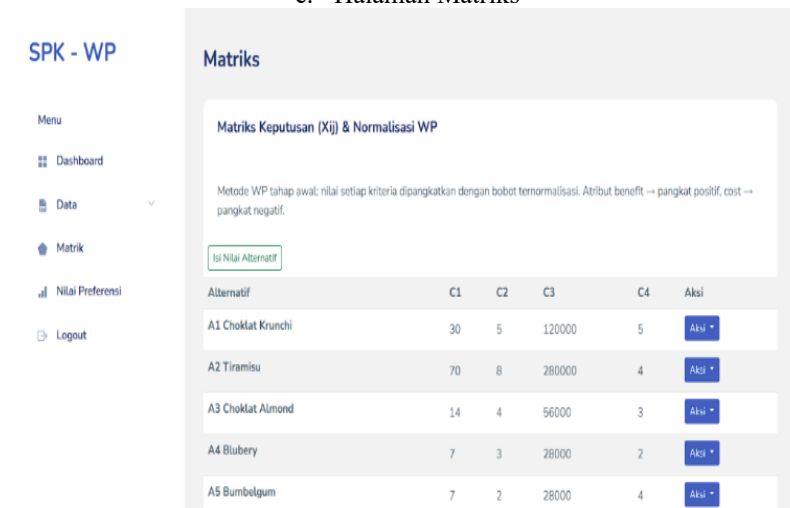 c. Halaman Matriks
SPK - WP
Matriks
Menu
Dashboard
Data
Matrik
Nilai Preferensi
Logout
Matriks Keputusan (Xij) & Normalisasi WP
Metode WP tahap awal: nilai setiap kriteria dipangkatkan dengan bobot ternormalisasi. Atribut benefit → pangkat positif, cost →
pangkat negatif.
Isi Nilai Alternatif
Alternatif C1 C2 C3 C4 Aksi
A1 Choklat Krunchi 30 5 120000 5 Aksi
A2 Tiramisu 70 8 280000 4 Aksi
A3 Choklat Almond 14 4 56000 3 Aksi
A4 Blubery 7 3 28000 2 Aksi
A5 Bumbelgum 7 2 28000 4 Aksi